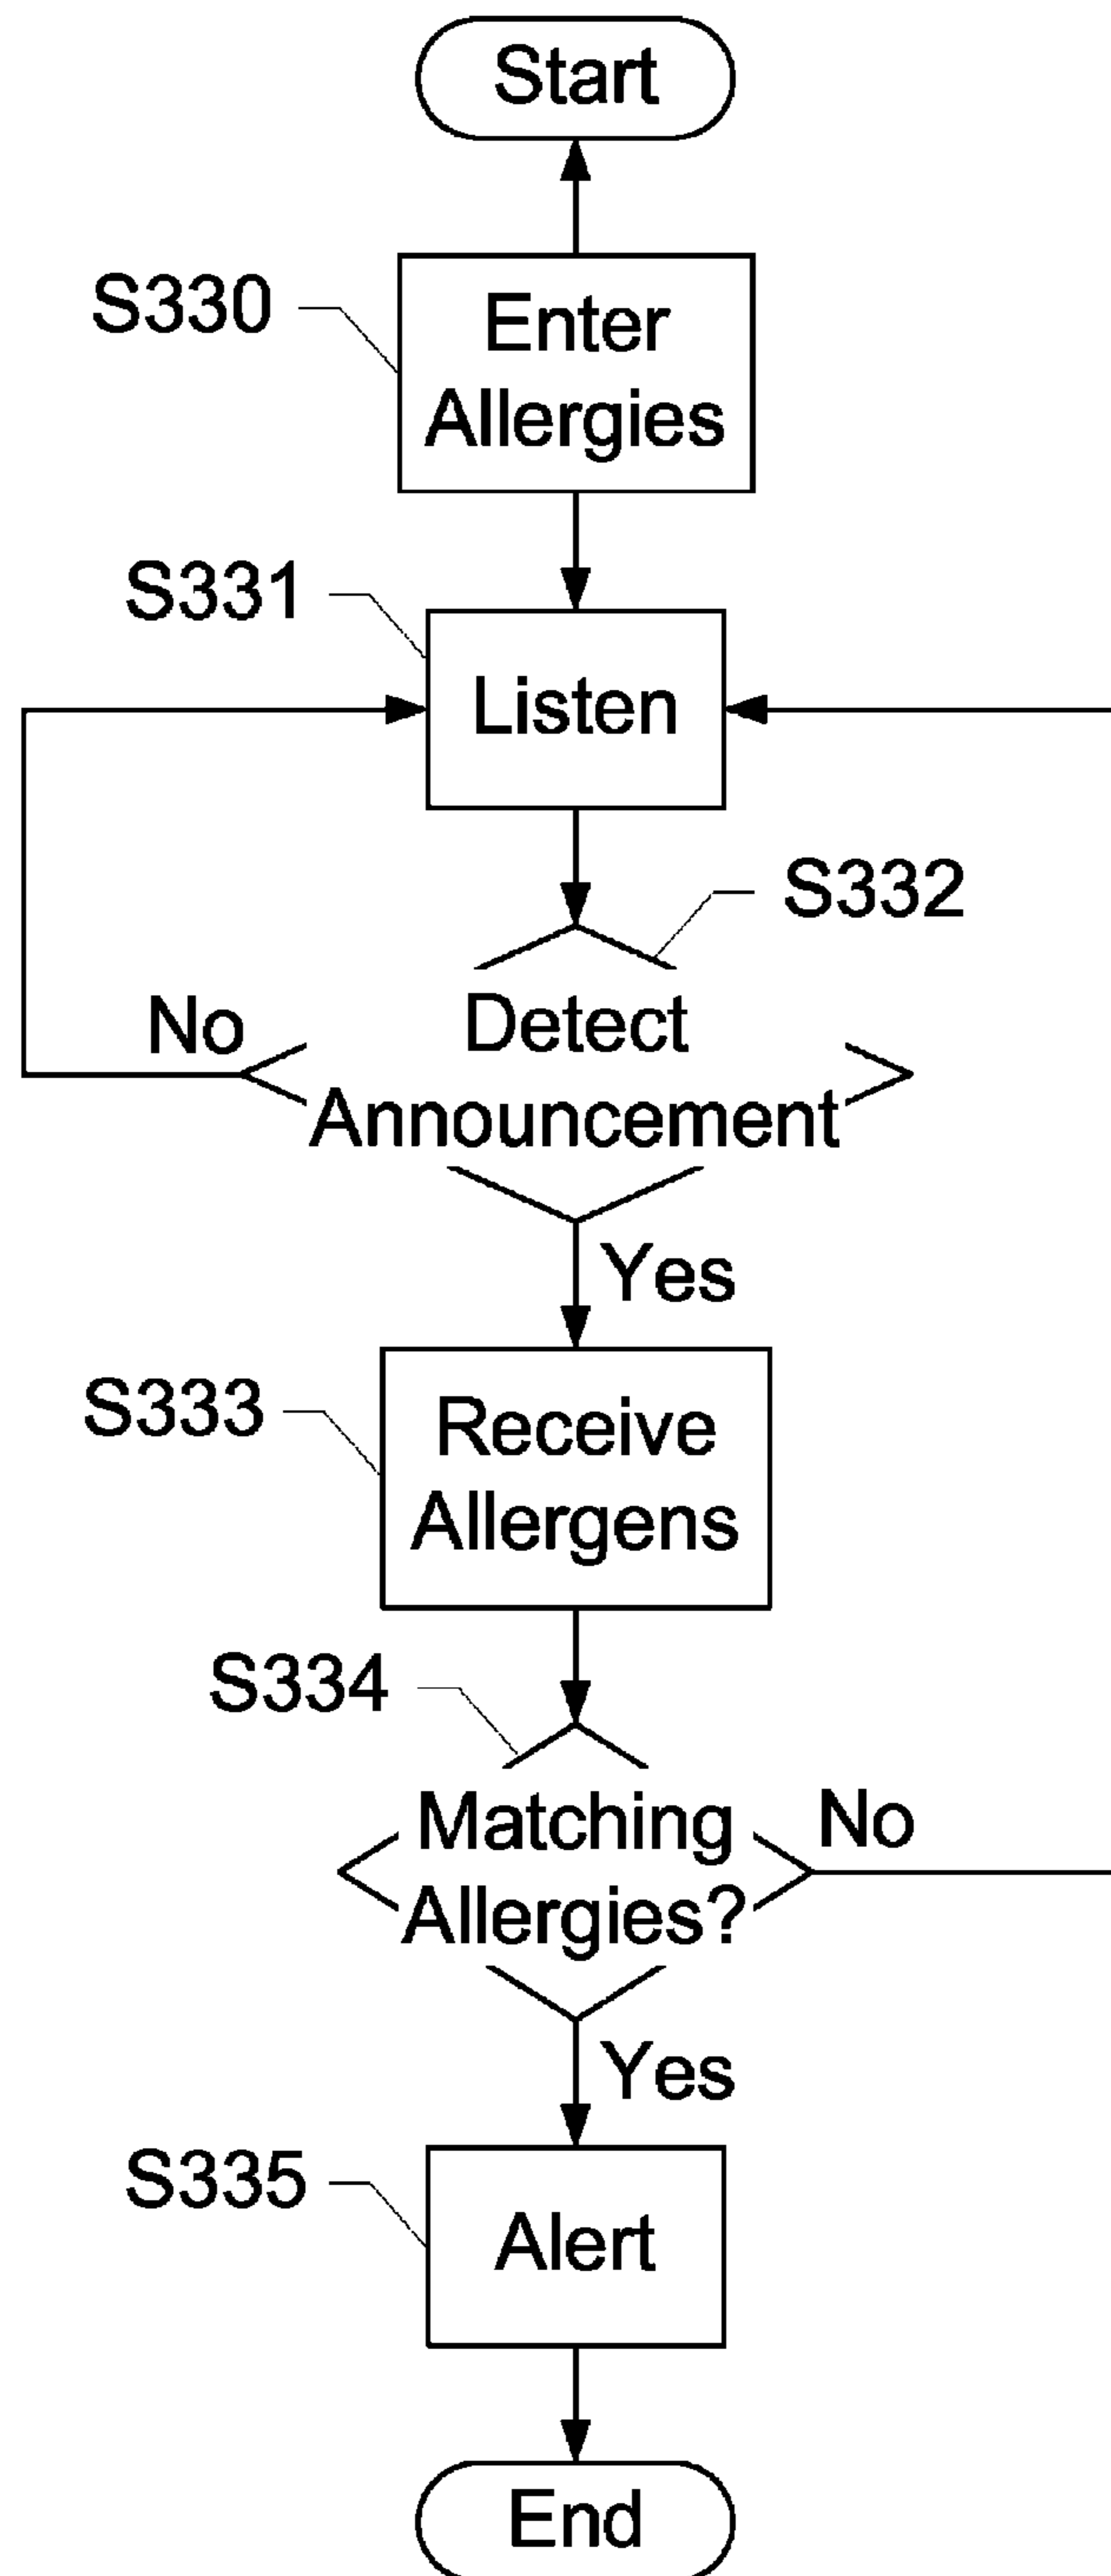 Start
S330
Enter
Allergies
S331
Listen
S332
No
Detect
Announcement
Yes
S333
Receive
Allergens
S334
Matching
Allergies?
No
Yes
S335
Alert
End